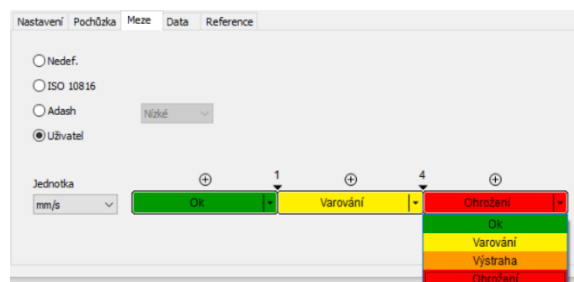 Nastavení Pochůzka Meze Data Reference
Nedef.
ISO 10816
Adash Nízké
Uživatel
Jednotka 1 4
mm/s Ok Varování Ohrožení
Ok
Varování
Výstraha
Ohrožení